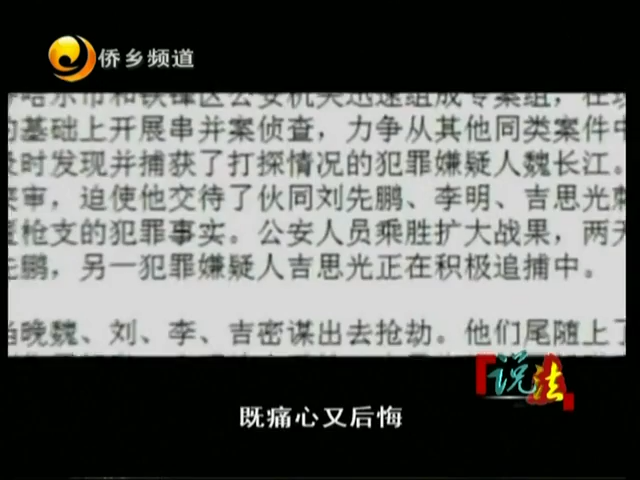 侨乡频道
哈尔市和铁锋区公安机关迅速组成专案组，在
的基础上开展串并案侦查，力争从其他同类案件中
及时发现并捕获了打探情况的犯罪嫌疑人魏长江。
突审，迫使他交待了伙同刘先鹏、李明、吉思光
枪支的犯罪事实。公安人员乘胜扩大战果，两天
先鹏，另一犯罪嫌疑人吉思光正在积极追捕中。
当晚魏、刘、李、吉密谋出去抢劫。他们尾随上了
说法
既痛心又后悔